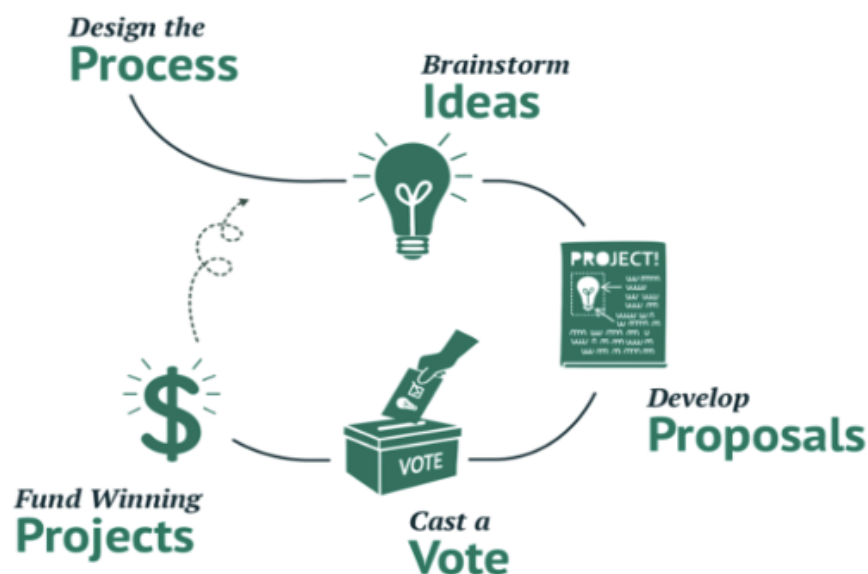 Design the
Process
Brainstorm
Ideas
PROJECT!
Develop
Proposals
VOTE
Cast a
Vote
Fund Winning
Projects